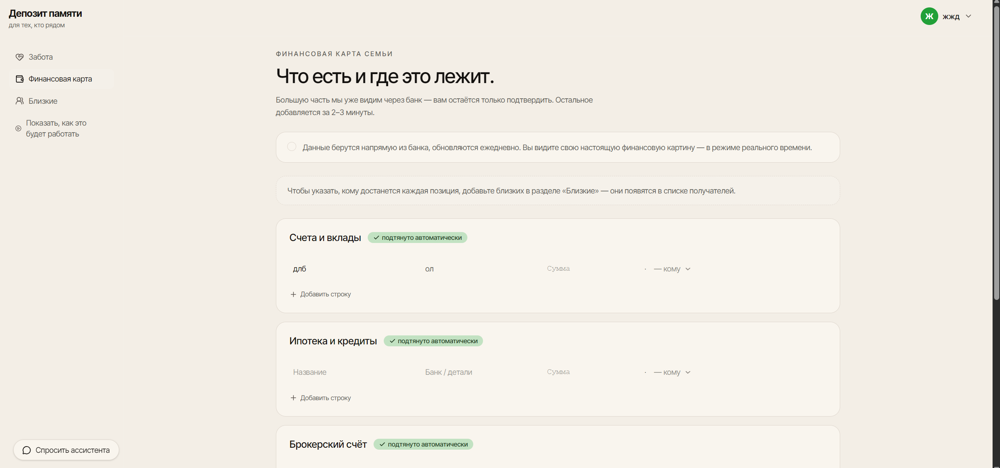 Депозит памяти
для тех, кто рядом
Ж жжд
Забота
Финансовая карта
Близкие
Показать, как это
будет работать
ФИНАНСОВАЯ КАРТА СЕМЬИ
Что есть и где это лежит.
Большую часть мы уже видим через банк — вам остаётся только подтвердить. Остальное
добавляется за 2–3 минуты.
Данные берутся напрямую из банка, обновляются ежедневно. Вы видите свою настоящую финансовую картину — в режиме реального времени.
Чтобы указать, кому достанется каждая позиция, добавьте близких в разделе «Близкие» — они появятся в списке получателей.
Счета и вклады подтянуто автоматически
длб ол Сумма · — кому
+ Добавить строку
Ипотека и кредиты подтянуто автоматически
Название Банк / детали Сумма · — кому
+ Добавить строку
Брокерский счёт подтянуто автоматически
Спросить ассистента